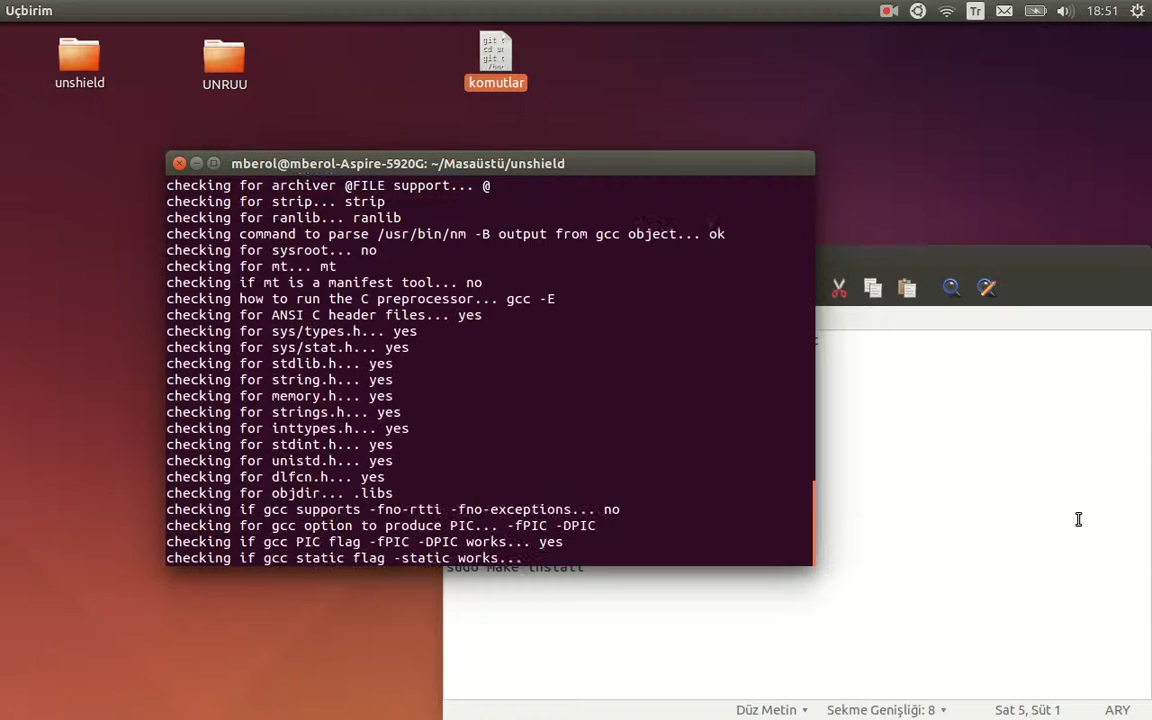 Uçbirim
Tr
18:51
unshield
UNRUU
git t
cd un
git t
komutlar
mberol@mberol-Aspire-5920G: ~/Masaüstü/unshield
checking for archiver @FILE support... @
checking for strip... strip
checking for ranlib... ranlib
checking command to parse /usr/bin/nm -B output from gcc object... ok
checking for sysroot... no
checking for mt... mt
checking if mt is a manifest tool... no
checking how to run the C preprocessor... gcc -E
checking for ANSI C header files... yes
checking for sys/types.h... yes
checking for sys/stat.h... yes
checking for stdlib.h... yes
checking for string.h... yes
checking for memory.h... yes
checking for strings.h... yes
checking for inttypes.h... yes
checking for stdint.h... yes
checking for unistd.h... yes
checking for dlfcn.h... yes
checking for objdir... .libs
checking if gcc supports -fno-rtti -fno-exceptions... no
checking for gcc option to produce PIC... -fPIC -DPIC
checking if gcc PIC flag -fPIC -DPIC works... yes
checking if gcc static flag -static works...
sudo make install
Düz Metin
Sekme Genişliği: 8
Sat 5, Süt 1
ARY